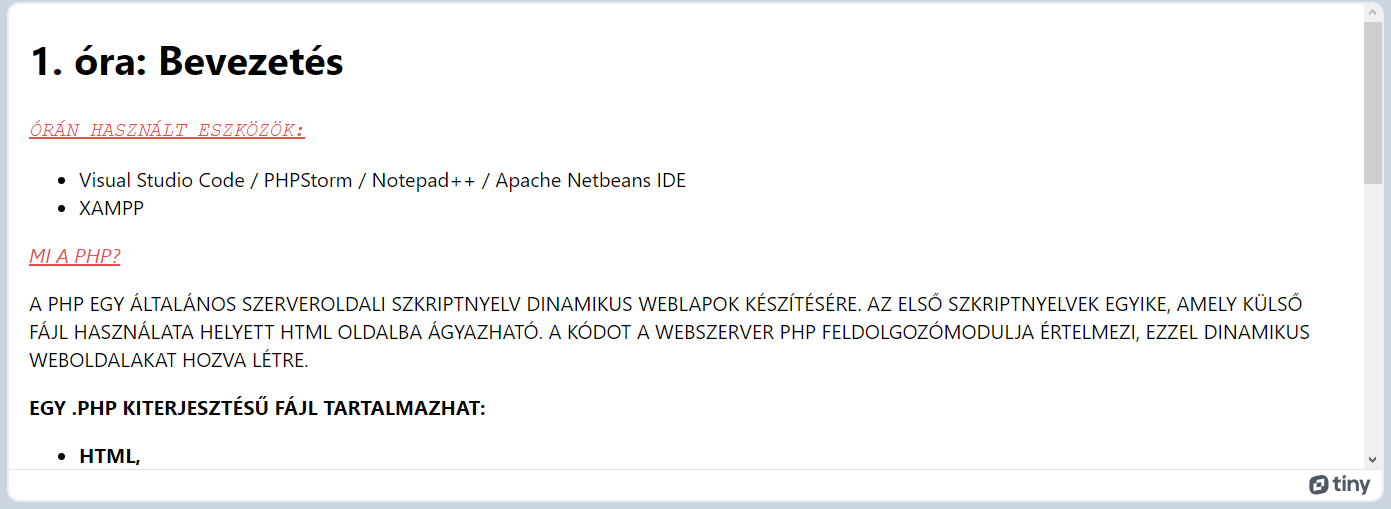 1. óra: Bevezetés
ÓRÁN HASZNÁLT ESZKÖZÖK:
• Visual Studio Code / PHPStorm / Notepad++ / Apache Netbeans IDE
• XAMPP
MI A PHP?
A PHP EGY ÁLTALÁNOS SZERVEROLDALI SZKRIPTNYELV DINAMIKUS WEBLAPOK KÉSZÍTÉSÉRE. AZ ELSŐ SZKRIPTNYELVEK EGYIKE, AMELY KÜLSŐ
FÁJL HASZNÁLATA HELYETT HTML OLDALBA ÁGYAZHATÓ. A KÓDOT A WEBSZERVER PHP FELDOLGOZÓMODULJA ÉRTELMEZI, EZZEL DINAMIKUS
WEBOLDALAKAT HOZVA LÉTRE.
EGY .PHP KITERJESZTÉSŰ FÁJL TARTALMAZHAT:
• HTML,
tiny